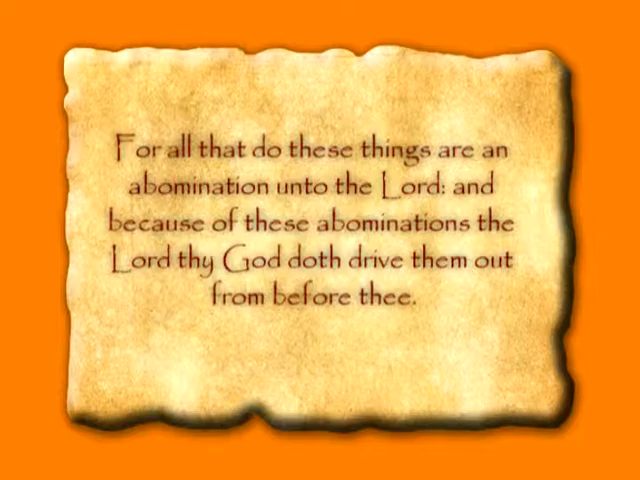 For all that do these things are an
abomination unto the Lord: and
because of these abominations the
Lord thy God doth drive them out
from before thee.